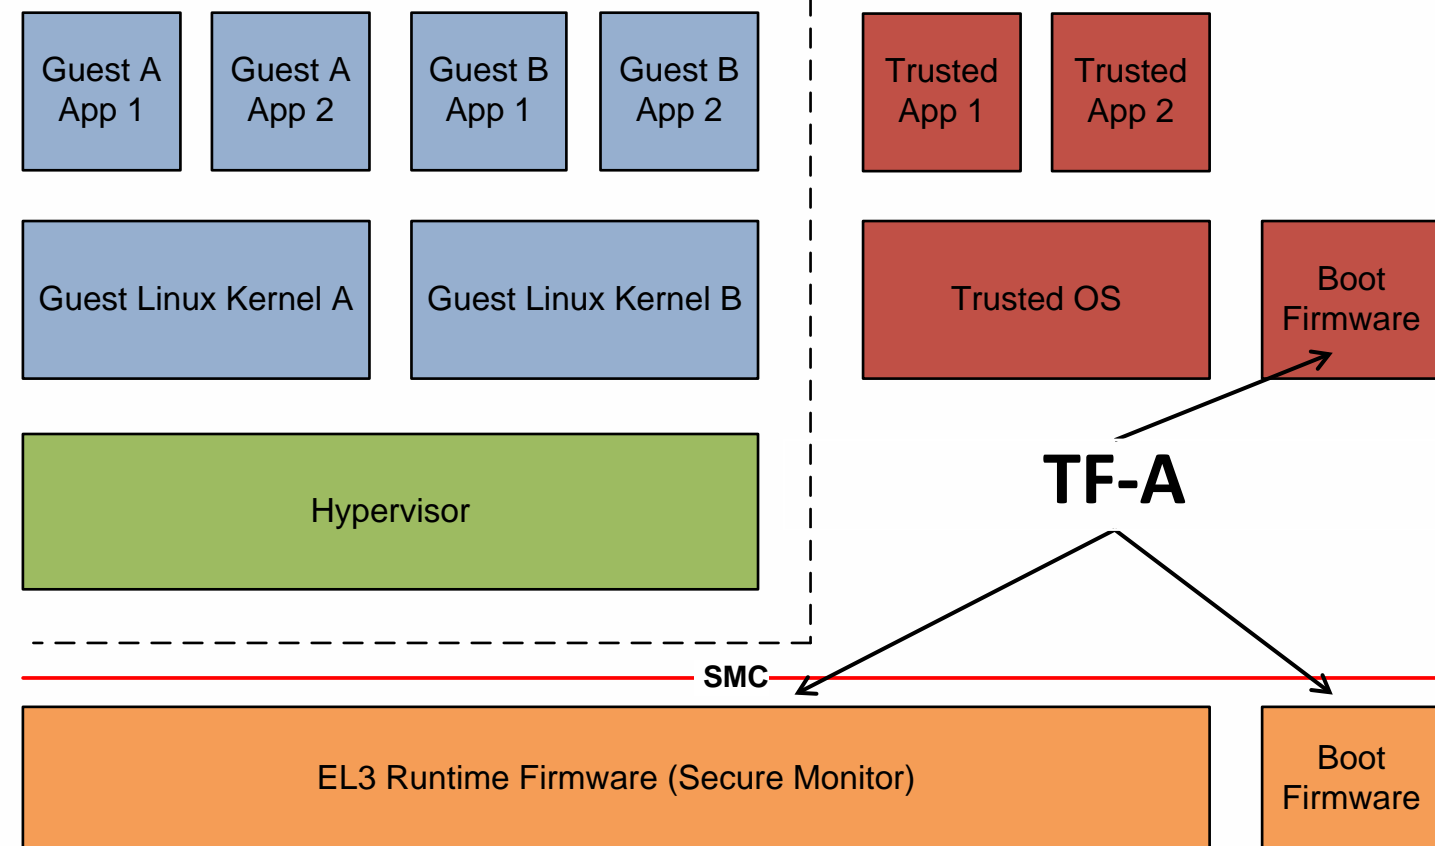 Guest A
App 1
Guest A
App 2
Guest B
App 1
Guest B
App 2
Trusted
App 1
Trusted
App 2
Guest Linux Kernel A
Guest Linux Kernel B
Trusted OS
Boot
Firmware
TF-A
Hypervisor
SMC
EL3 Runtime Firmware (Secure Monitor)
Boot
Firmware